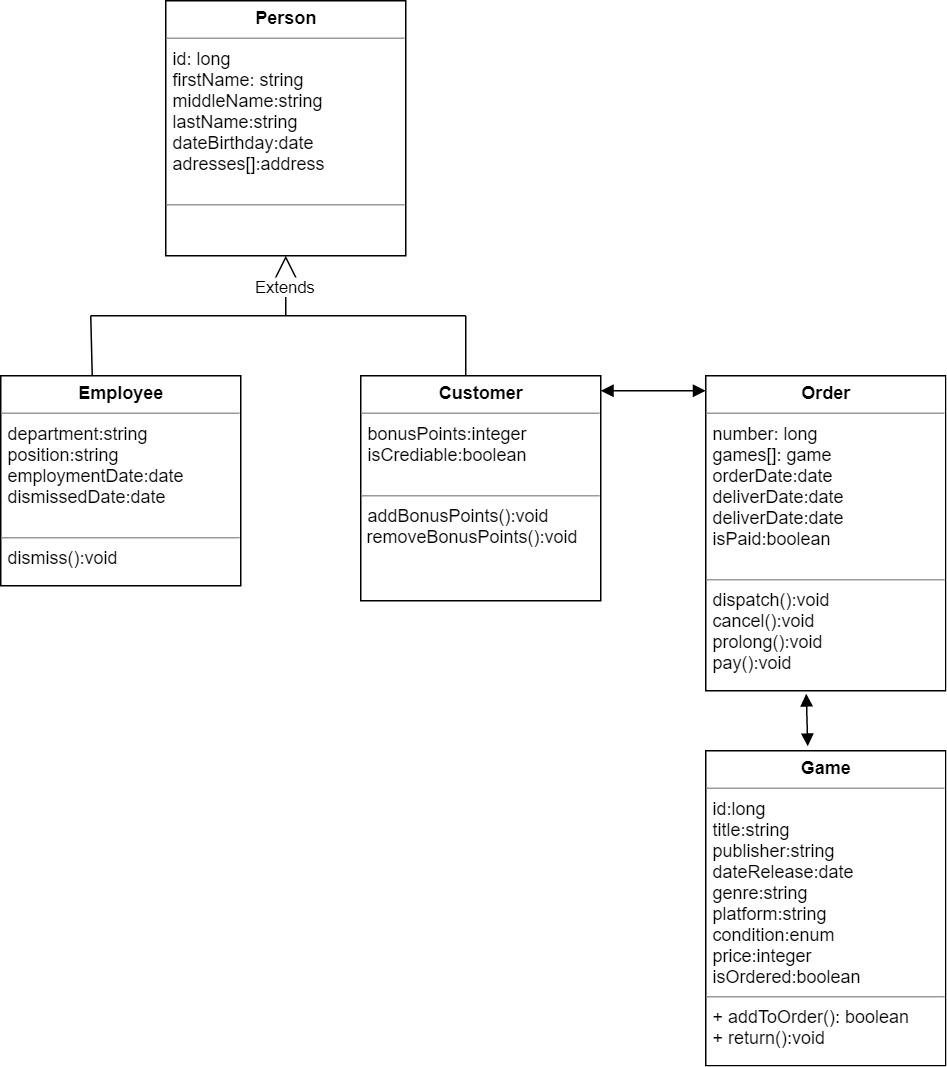 Person
id: long
firstName: string
middleName:string
lastName:string
dateBirthday:date
adresses[]:address
Extends
Employee
department:string
position:string
employmentDate:date
dismissedDate:date
dismiss():void
Customer
bonusPoints:integer
isCrediable:boolean
addBonusPoints():void
removeBonusPoints():void
Order
number: long
games[]: game
orderDate:date
deliverDate:date
deliverDate:date
isPaid:boolean
dispatch():void
cancel():void
prolong():void
pay():void
Game
id:long
title:string
publisher:string
dateRelease:date
genre:string
platform:string
condition:enum
price:integer
isOrdered:boolean
+ addToOrder(): boolean
+ return():void